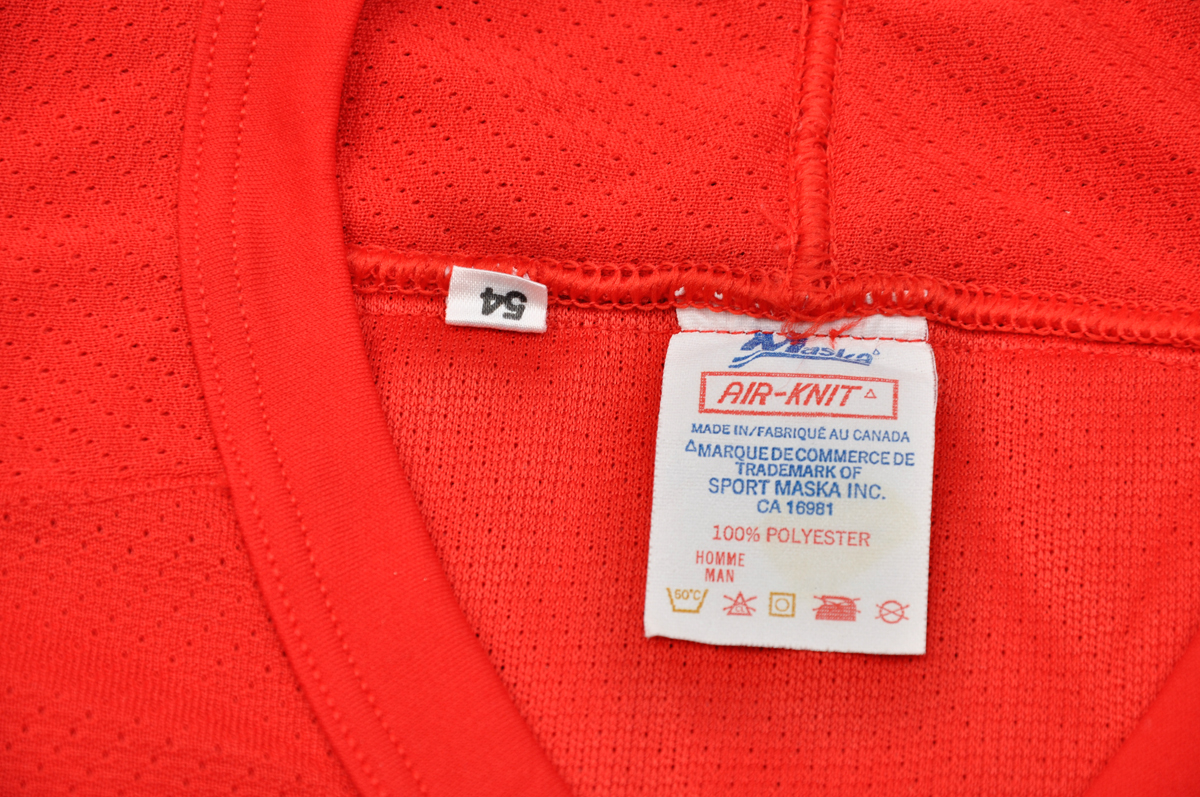 54
Maska
AIR-KNIT
MADE IN/FABRIQUÉ AU CANADA
MARQUE DE COMMERCE DE
TRADEMARK OF
SPORT MASKA INC.
CA 16981
100% POLYESTER
HOMME
MAN
50°C
CL